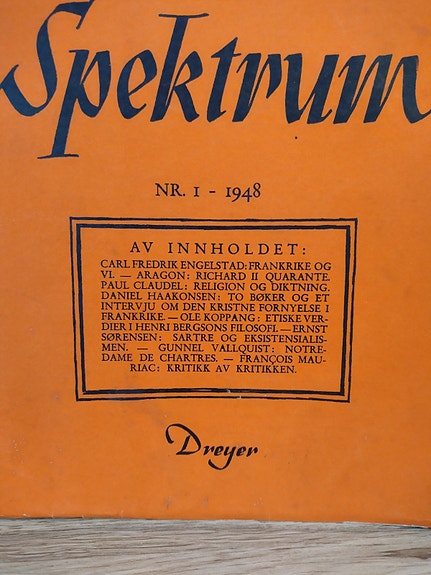 Spektrum
NR. 1 - 1948
AV INNHOLDET:
CARL FREDRIK ENGELSTAD: FRANKRIKE OG
VI. — ARAGON: RICHARD II QUARANTE.
PAUL CLAUDEL: RELIGION OG DIKTNING.
DANIEL HAAKONSEN: TO BØKER OG ET
INTERVJU OM DEN KRISTNE FORNYELSE I
FRANKRIKE. — OLE KOPPANG: ETISKE VER-
DIER I HENRI BERGSONS FILOSOFI. — ERNST
SØRENSEN: SARTRE OG EKSISTENSIALIS-
MEN. — GUNNEL VALLQUIST: NOTRE-
DAME DE CHARTRES. — FRANÇOIS MAU-
RIAC: KRITIKK AV KRITIKKEN.
Dreyer